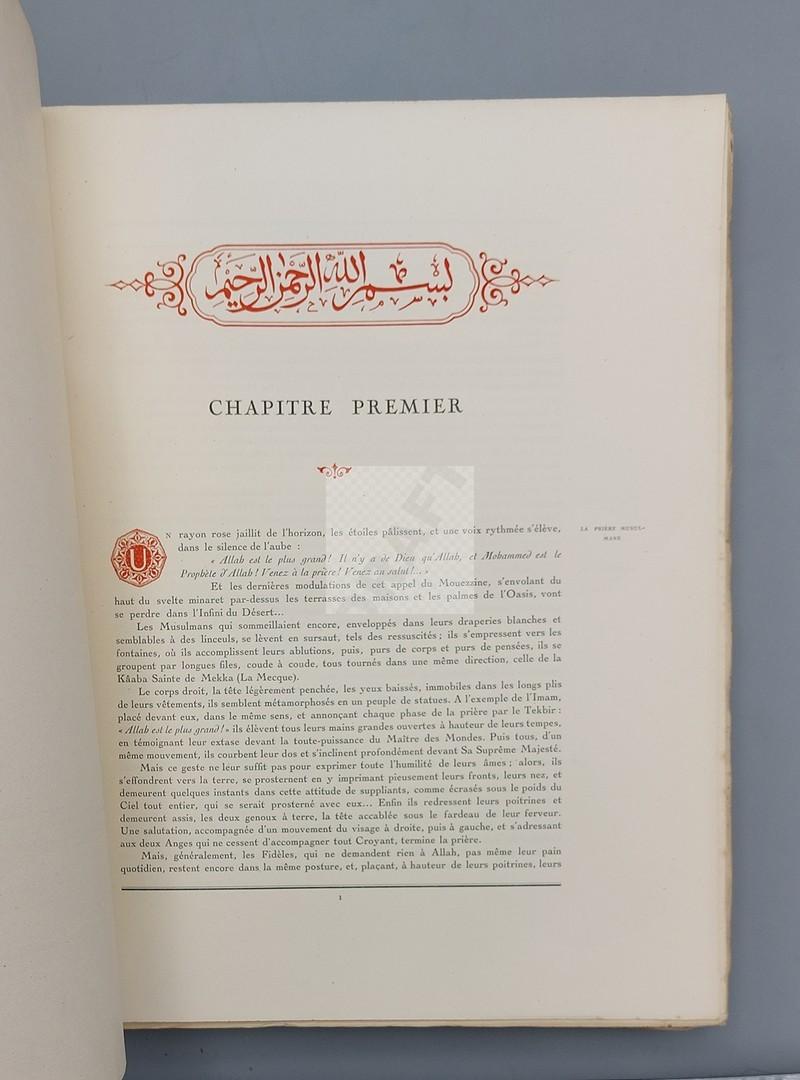 بسم الله الرحمن الرحيم
CHAPITRE PREMIER
LA PRIÈRE MUSUL-
MANE
UN rayon rose jaillit de l'horizon, les étoiles pâlissent, et une voix rythmée s'élève,
dans le silence de l'aube :
« Allah est le plus grand ! Il n'y a de Dieu qu'Allah, et Mohammed est le
Prophète d'Allah ! Venez à la prière ! Venez au salut !... »
Et les dernières modulations de cet appel du Mouezzine, s'envolant du
haut du svelte minaret par-dessus les terrasses des maisons et les palmes de l'Oasis, vont
se perdre dans l'Infini du Désert...
Les Musulmans qui sommeillaient encore, enveloppés dans leurs draperies blanches et
semblables à des linceuls, se lèvent en sursaut, tels des ressuscités ; ils s'empressent vers les
fontaines, où ils accomplissent leurs ablutions, puis, purs de corps et purs de pensées, ils se
groupent par longues files, coude à coude, tous tournés dans une même direction, celle de la
Kâaba Sainte de Mekka (La Mecque).
Le corps droit, la tête légèrement penchée, les yeux baissés, immobiles dans les longs plis
de leurs vêtements, ils semblent métamorphosés en un peuple de statues. A l'exemple de l'Imam,
placé devant eux, dans le même sens, et annonçant chaque phase de la prière par le Tekbir :
« Allah est le plus grand ! » ils élèvent tous leurs mains grandes ouvertes à hauteur de leurs tempes,
en témoignant leur extase devant la toute-puissance du Maître des Mondes. Puis tous, d'un
même mouvement, ils courbent leur dos et s'inclinent profondément devant Sa Suprême Majesté.
Mais ce geste ne leur suffit pas pour exprimer toute l'humilité de leurs âmes ; alors, ils
s'effondrent vers la terre, se prosternent en y imprimant pieusement leurs fronts, leurs nez, et
demeurent quelques instants dans cette attitude de suppliants, comme écrasés sous le poids du
Ciel tout entier, qui se serait prosterné avec eux... Enfin ils redressent leurs poitrines et
demeurent assis, les deux genoux à terre, la tête accablée sous le fardeau de leur ferveur.
Une salutation, accompagnée d'un mouvement du visage à droite, puis à gauche, et s'adressant
aux deux Anges qui ne cessent d'accompagner tout Croyant, termine la prière.
Mais, généralement, les Fidèles, qui ne demandent rien à Allah, pas même leur pain
quotidien, restent encore dans la même posture, et, plaçant, à hauteur de leurs poitrines, leurs
1